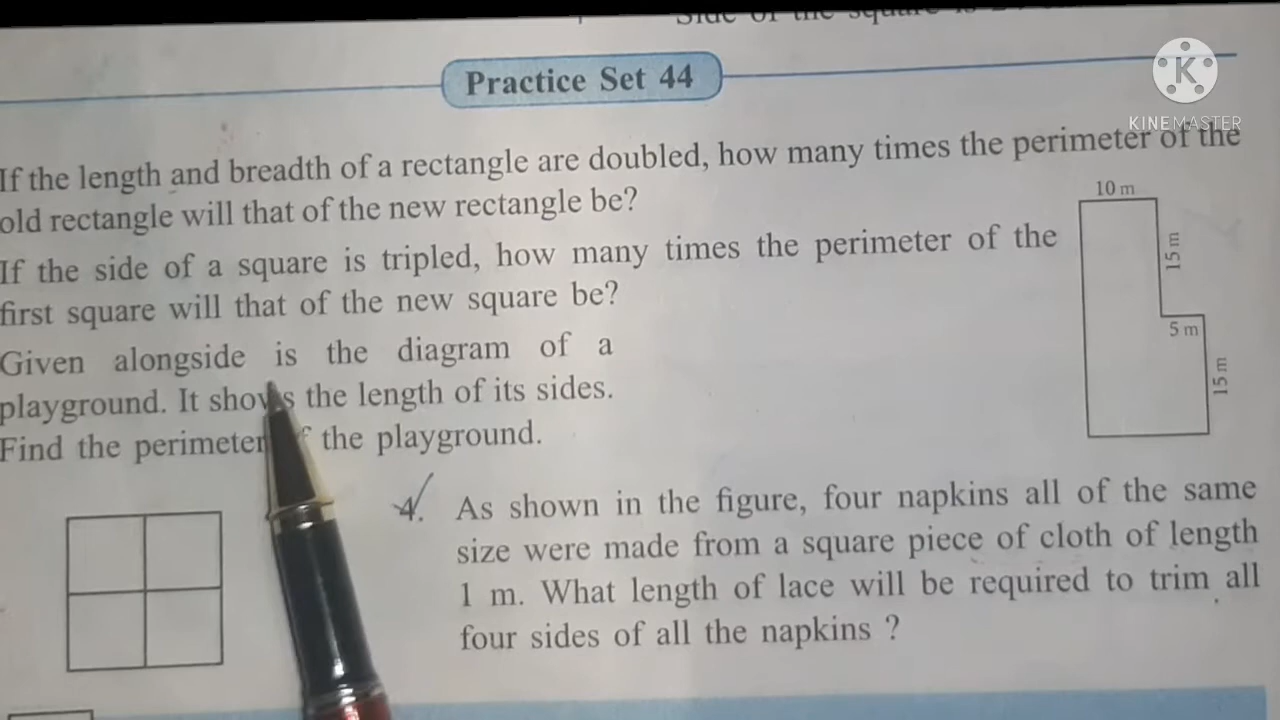 Side of the square is
Practice Set 44
K
KINEMASTER
If the length and breadth of a rectangle are doubled, how many times the perimeter of the
old rectangle will that of the new rectangle be?
If the side of a square is tripled, how many times the perimeter of the
first square will that of the new square be?
Given alongside is the diagram of a
playground. It shows the length of its sides.
Find the perimeter of the playground.
10 m
15 m
5 m
15 m
4. As shown in the figure, four napkins all of the same
size were made from a square piece of cloth of length
1 m. What length of lace will be required to trim all
four sides of all the napkins ?